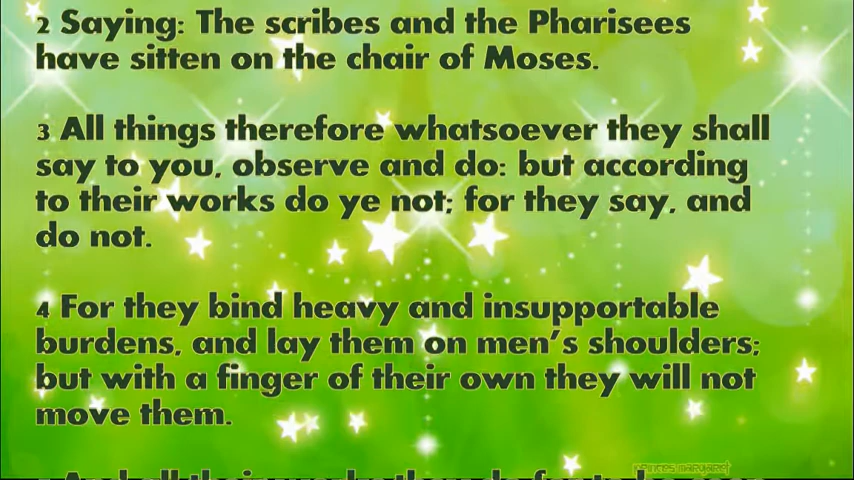 2 Saying: The scribes and the Pharisees
have sitten on the chair of Moses.
3 All things therefore whatsoever they shall
say to you, observe and do: but according
to their works do ye not; for they say, and
do not.
4 For they bind heavy and insupportable
burdens, and lay them on men's shoulders;
but with a finger of their own they will not
move them.